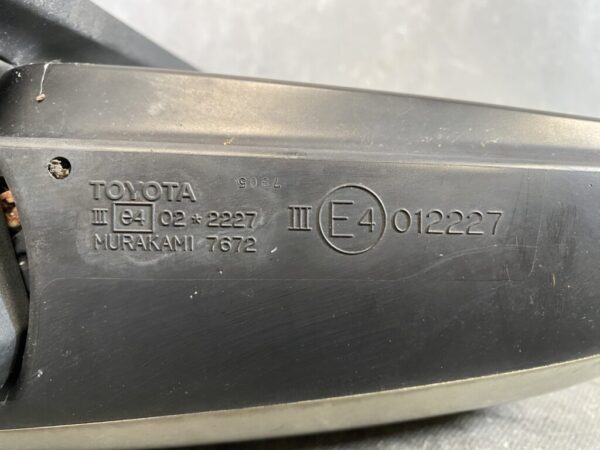 TOYOTA
III e4 02*2227
MURAKAMI 7672
III E4 012227